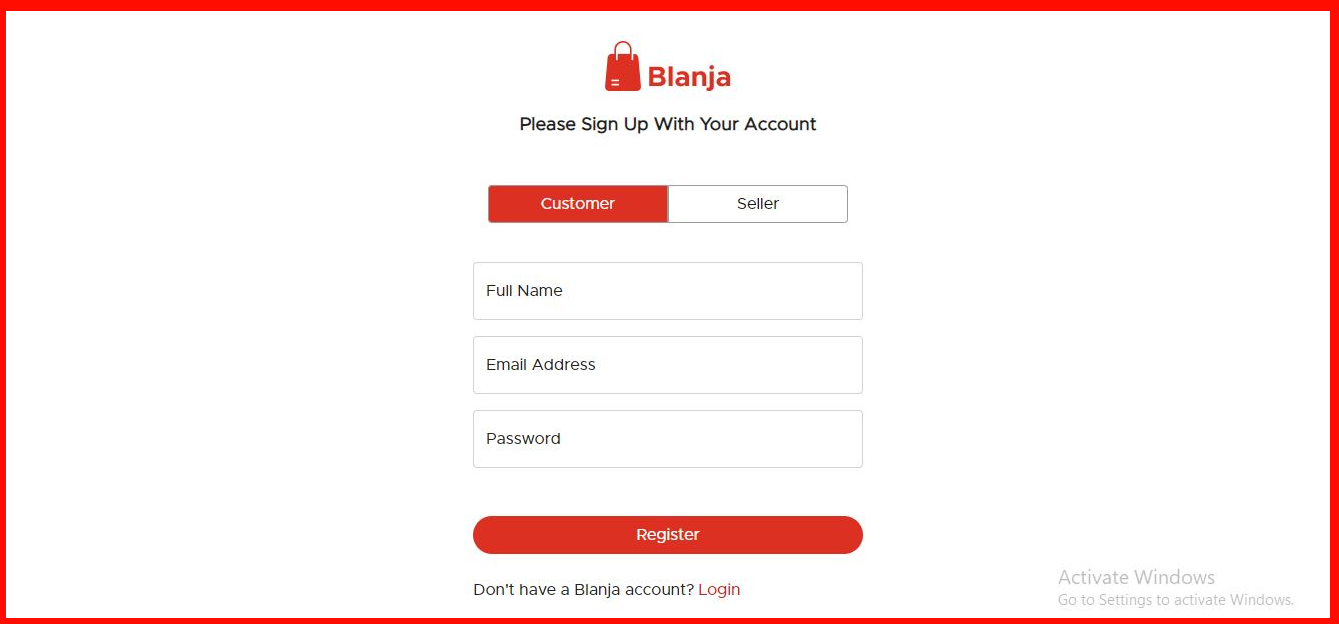 Blanja
Please Sign Up With Your Account
Customer Seller
Full Name
Email Address
Password
Register
Don't have a Blanja account? Login
Activate Windows
Go to Settings to activate Windows.